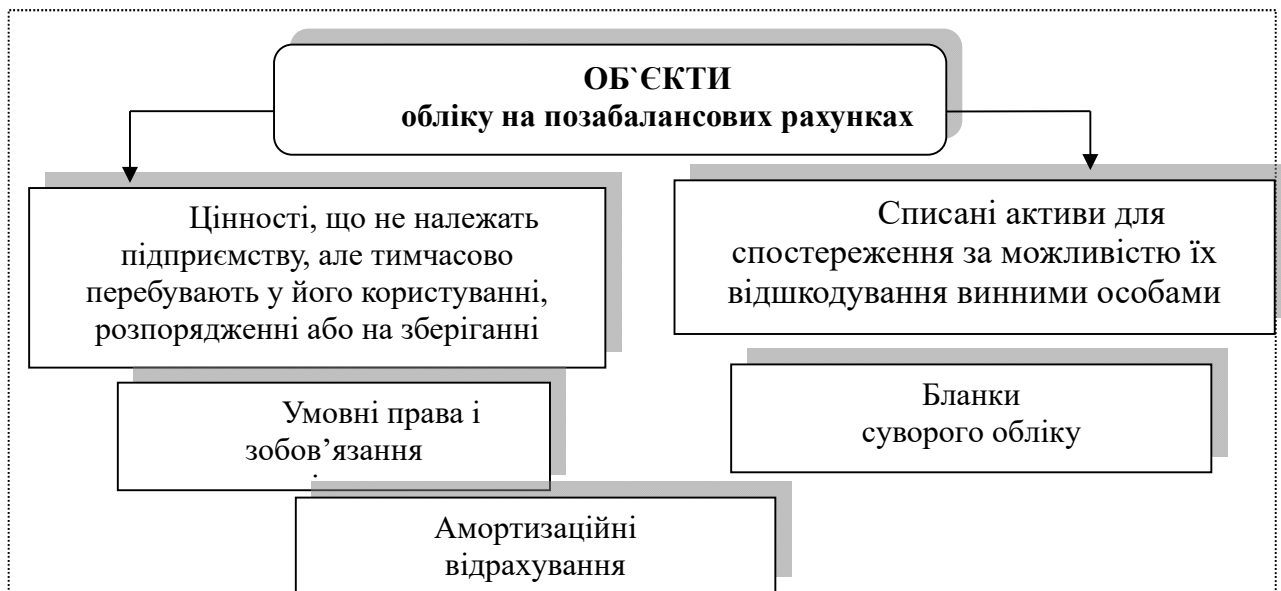 ОБ`ЄКТИ
обліку на позабалансових рахунках
Цінності, що не належать
підприємству, але тимчасово
перебувають у його користуванні,
розпорядженні або на зберіганні
Списані активи для
спостереження за можливістю їх
відшкодування винними особами
Умовні права і
зобов’язання
Бланки
суворого обліку
Амортизаційні
відрахування